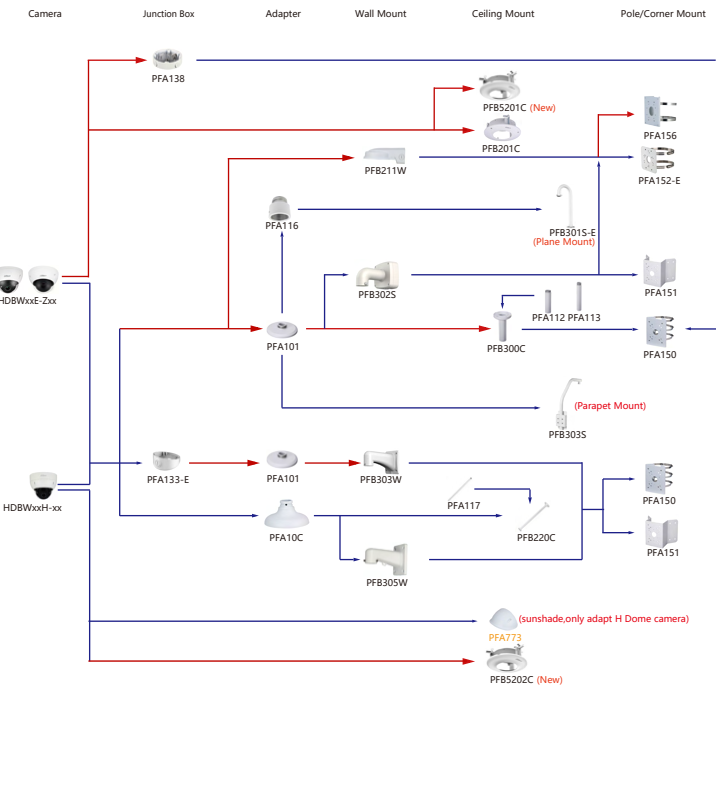 Camera Junction Box Adapter Wall Mount Ceiling Mount Pole/Corner Mount
PFA138
PFB5201C (New)
PFA156
PFB201C
PFB211W
PFA152-E
PFA116
PFB301S-E
(Plane Mount)
HDBWxxE-Zxx
PFB302S
PFA151
PFA112 PFA113
PFA101
PFB300C
PFA150
(Parapet Mount)
PFB303S
PFA133-E
PFA101
PFB303W
HDBWxxH-xx
PFA117
PFA150
PFA10C
PFB220C
PFA151
PFB305W
(sunshade,only adapt H Dome camera)
PFA773
PFB5202C (New)